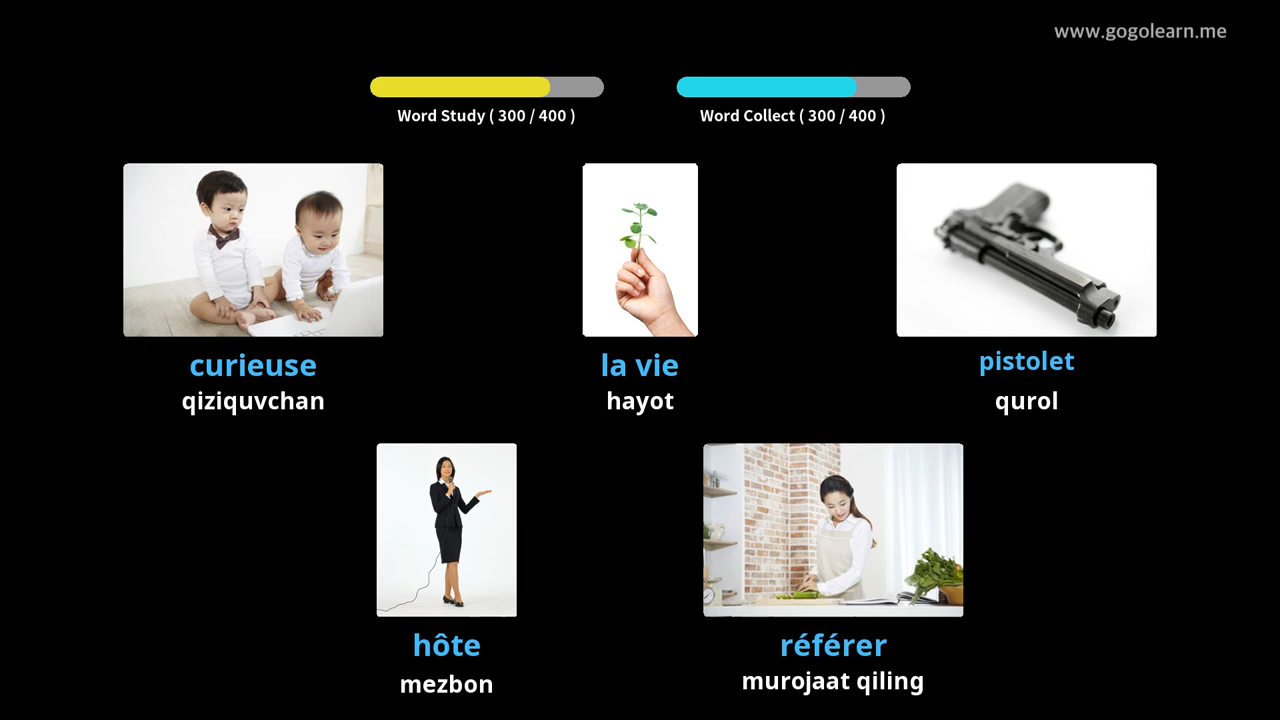 www.gogolearn.me
Word Study ( 300 / 400 )
Word Collect ( 300 / 400 )
curieuse
qiziquvchan
la vie
hayot
pistolet
qurol
hôte
mezbon
référer
murojaat qiling